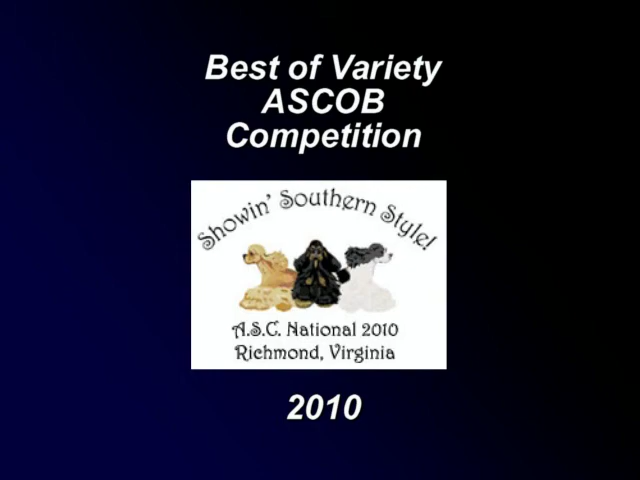 Best of Variety
ASCOB
Competition
Showin' Southern Style!
A.S.C. National 2010
Richmond, Virginia
2010